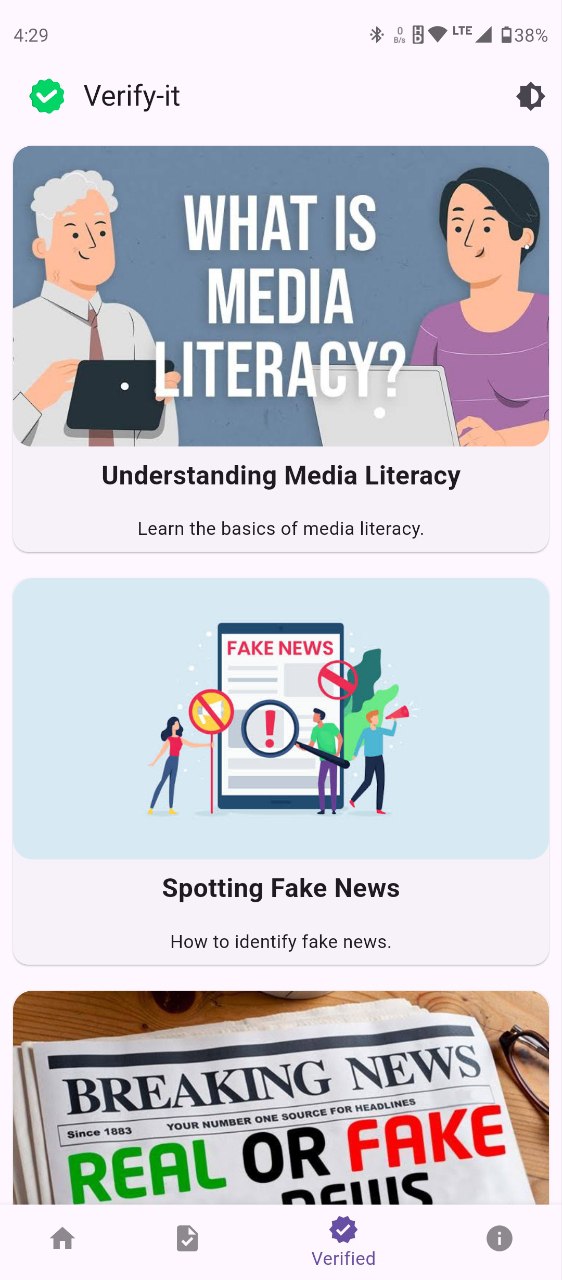 4:29
0
B/s
HD
LTE
38%
Verify-it
WHAT IS
MEDIA
LITERACY?
Understanding Media Literacy
Learn the basics of media literacy.
FAKE NEWS
!
Spotting Fake News
How to identify fake news.
BREAKING NEWS
Since 1883
YOUR NUMBER ONE SOURCE FOR HEADLINES
REAL OR FAKE
NEWS
Verified